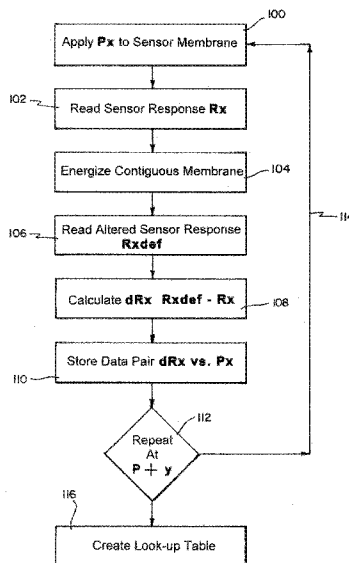 100
Apply Px to Sensor Membrane
102
Read Sensor Response Rx
Energize Contiguous Membrane
104
106
Read Altered Sensor Response
Rxdef
114
Calculate dRx Rxdef - Rx
108
Store Data Pair dRx vs. Px
110
112
Repeat
At
P + y
116
Create Look-up Table